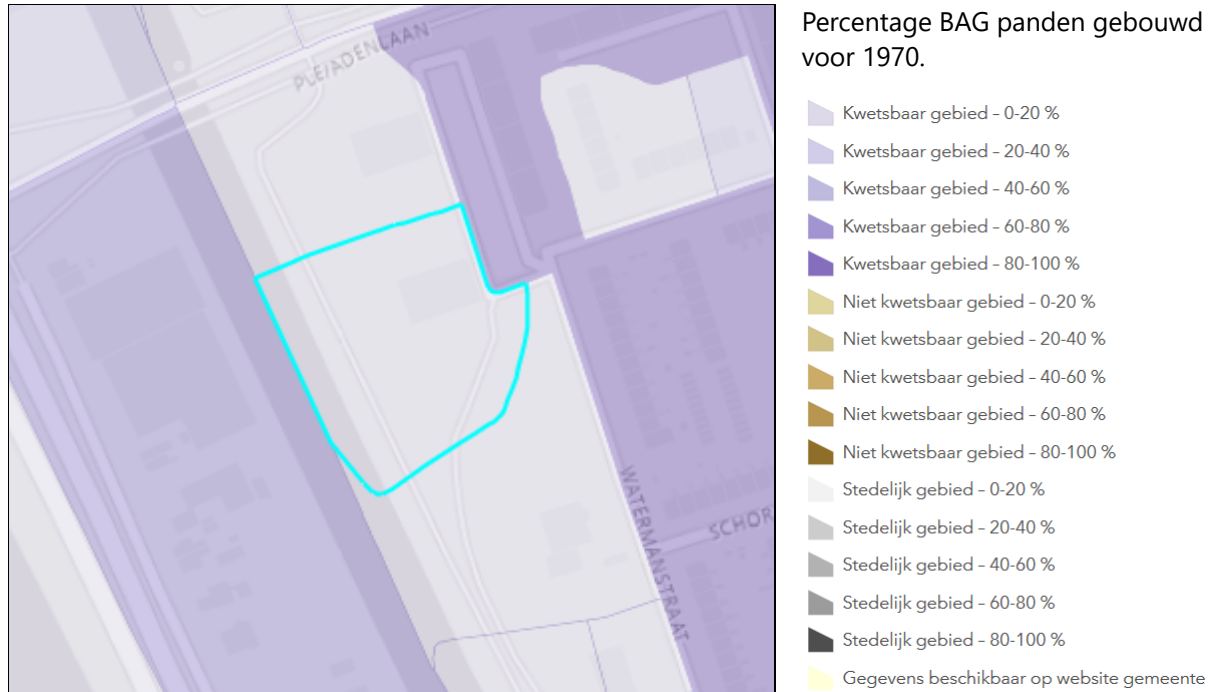 PLEIADENLAAN
WATERMANSTRAAT
SCHOR
Percentage BAG panden gebouwd
voor 1970.
Kwetsbaar gebied – 0-20 %
Kwetsbaar gebied – 20-40 %
Kwetsbaar gebied – 40-60 %
Kwetsbaar gebied – 60-80 %
Kwetsbaar gebied – 80-100 %
Niet kwetsbaar gebied – 0-20 %
Niet kwetsbaar gebied – 20-40 %
Niet kwetsbaar gebied – 40-60 %
Niet kwetsbaar gebied – 60-80 %
Niet kwetsbaar gebied – 80-100 %
Stedelijk gebied – 0-20 %
Stedelijk gebied – 20-40 %
Stedelijk gebied – 40-60 %
Stedelijk gebied – 60-80 %
Stedelijk gebied – 80-100 %
Gegevens beschikbaar op website gemeente